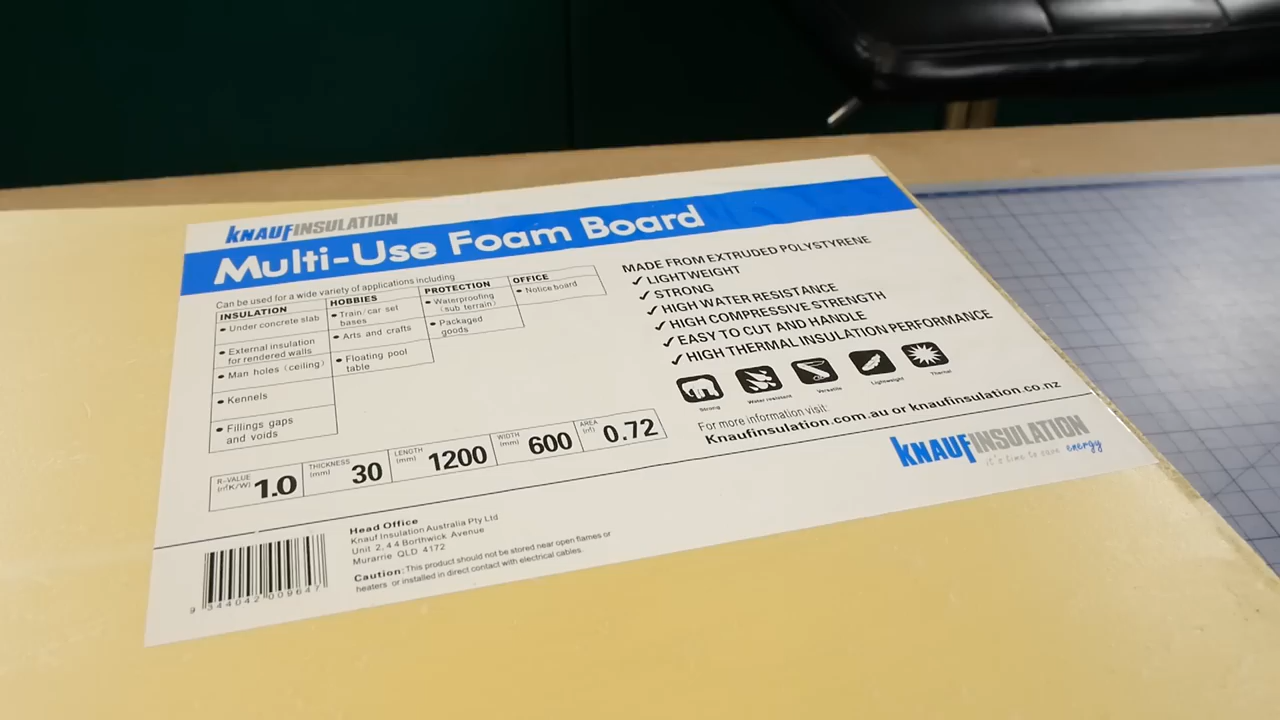 KNAUFINSULATION
Multi-Use Foam Board
Can be used for a wide variety of applications including
INSULATION
• Under concrete slab
• External insulation
for rendered walls
• Man holes (ceiling)
• Kennels
• Fillings gaps
and voids
HOBBIES
• Train/car set
bases
• Arts and crafts
• Floating pool
table
PROTECTION
• Waterproofing
(sub terrain)
• Packaged
goods
OFFICE
• Notice board
MADE FROM EXTRUDED POLYSTYRENE
✓ LIGHTWEIGHT
✓ STRONG
✓ HIGH WATER RESISTANCE
✓ HIGH COMPRESSIVE STRENGTH
✓ EASY TO CUT AND HANDLE
✓ HIGH THERMAL INSULATION PERFORMANCE
Strong Water resistent Versatile Lightweight Thermal
For more information visit:
Knaufinsulation.com.au or knaufinsulation.co.nz
R-VALUE (㎡K/W) 1.0 THICKNESS (mm) 30 LENGTH (mm) 1200 WIDTH (mm) 600 AREA (㎡) 0.72
KNAUFINSULATION
it's time to save energy
Head Office
Knauf Insulation Australia Pty Ltd
Unit 2, 44 Borthwick Avenue
Murarrie QLD 4172
Caution: This product should not be stored near open flames or
heaters or installed in direct contact with electrical cables.
9 344042 009647